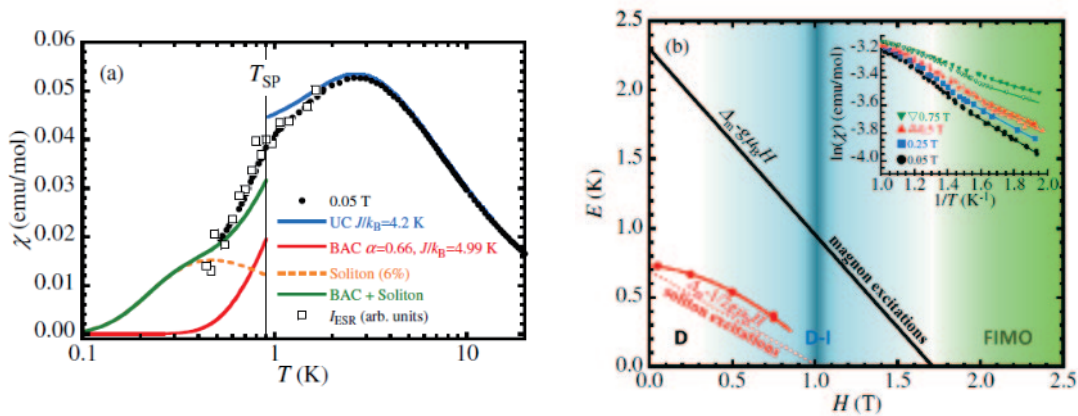 (a)
T_SP
0.06
0.05
0.04
0.03
0.02
0.01
0.00
χ (emu/mol)
0.05 T
UC J/k_B=4.2 K
BAC α=0.66, J/k_B=4.99 K
Soliton (6%)
BAC + Soliton
I_ESR (arb. units)
0.1 1 10
T (K)
(b)
2.5
2.0
1.5
1.0
0.5
0.0
E (K)
Δ_m-gμ_BH
magnon excitations
soliton excitations
D
D-I
FIMO
0.0 0.5 1.0 1.5 2.0 2.5
H (T)
-3.2
-3.6
-3.8
-4.0
ln(χ) (emu/mol)
0.75 T
0.5 T
0.25 T
0.05 T
1.0 1.2 1.4 1.6 1.8 2.0
1/T (K⁻¹)